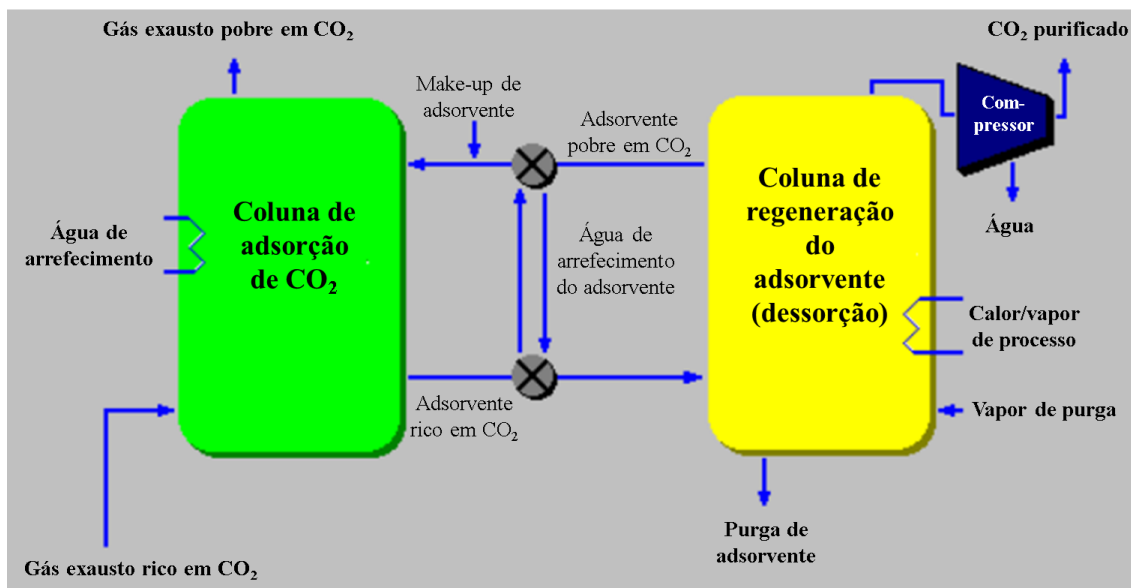 Gás exausto pobre em CO₂
CO₂ purificado
Make-up de
adsorvente
Adsorvente
pobre em CO₂
Com-
pressor
Coluna de
adsorção
de CO₂
Coluna de
regeneração
do
adsorvente
(dessorção)
Água
Água de
arrefecimento
Água de
arrefecimento
do adsorvente
Calor/vapor
de processo
Adsorvente
rico em CO₂
Vapor de purga
Purga de
adsorvente
Gás exausto rico em CO₂